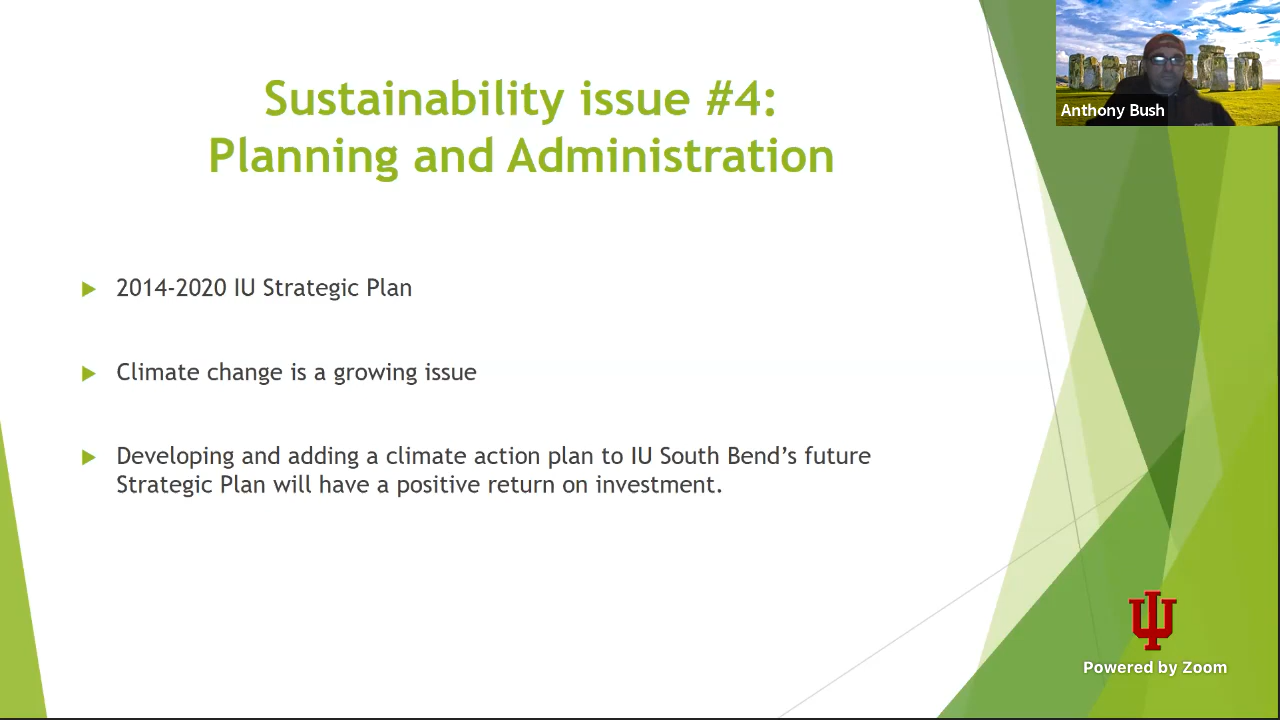 Sustainability issue #4:
Planning and Administration
Anthony Bush
2014-2020 IU Strategic Plan
Climate change is a growing issue
Developing and adding a climate action plan to IU South Bend’s future
Strategic Plan will have a positive return on investment.
Powered by Zoom